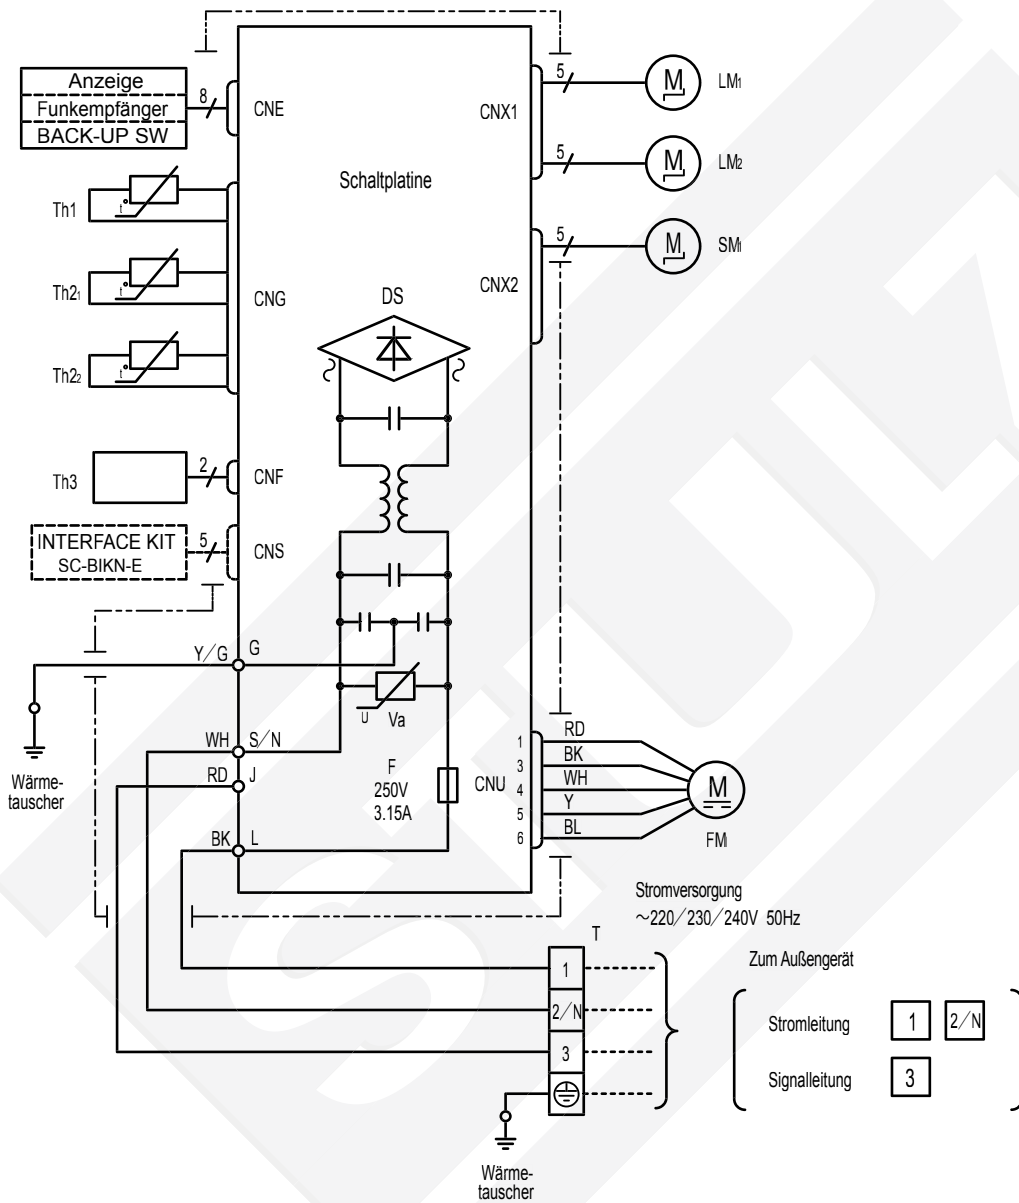 Anzeige
Funkempfänger
BACK-UP SW
8
CNE
Schaltplatine
CNX1
5
LM1
5
LM2
Th1
t°
5
SM1
Th21
t°
CNG
CNX2
DS
Th22
t°
Th3
2
CNF
INTERFACE KIT
SC-BIKN-E
5
CNS
Y/G
G
U
Va
WH
S/N
RD
J
F
250V
3.15A
BK
L
CNU
1
RD
3
BK
4
WH
5
Y
6
BL
M
M
M
M
FM
Wärme-
tauscher
Stromversorgung
~220/230/240V 50Hz
T
Zum Außengerät
1
2/N
3
Stromleitung
1
2/N
Signalleitung
3
Wärme-
tauscher
STULZ